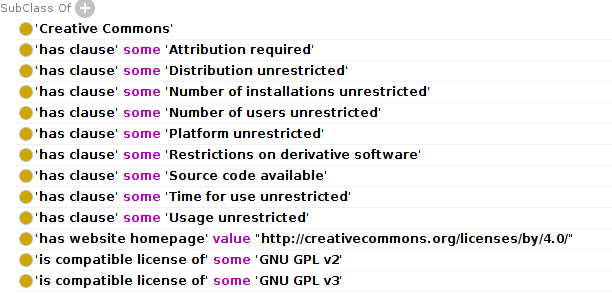 SubClass Of
'Creative Commons'
'has clause' some 'Attribution required'
'has clause' some 'Distribution unrestricted'
'has clause' some 'Number of installations unrestricted'
'has clause' some 'Number of users unrestricted'
'has clause' some 'Platform unrestricted'
'has clause' some 'Restrictions on derivative software'
'has clause' some 'Source code available'
'has clause' some 'Time for use unrestricted'
'has clause' some 'Usage unrestricted'
'has website homepage' value "http://creativecommons.org/licenses/by/4.0/"
'is compatible license of' some 'GNU GPL v2'
'is compatible license of' some 'GNU GPL v3'